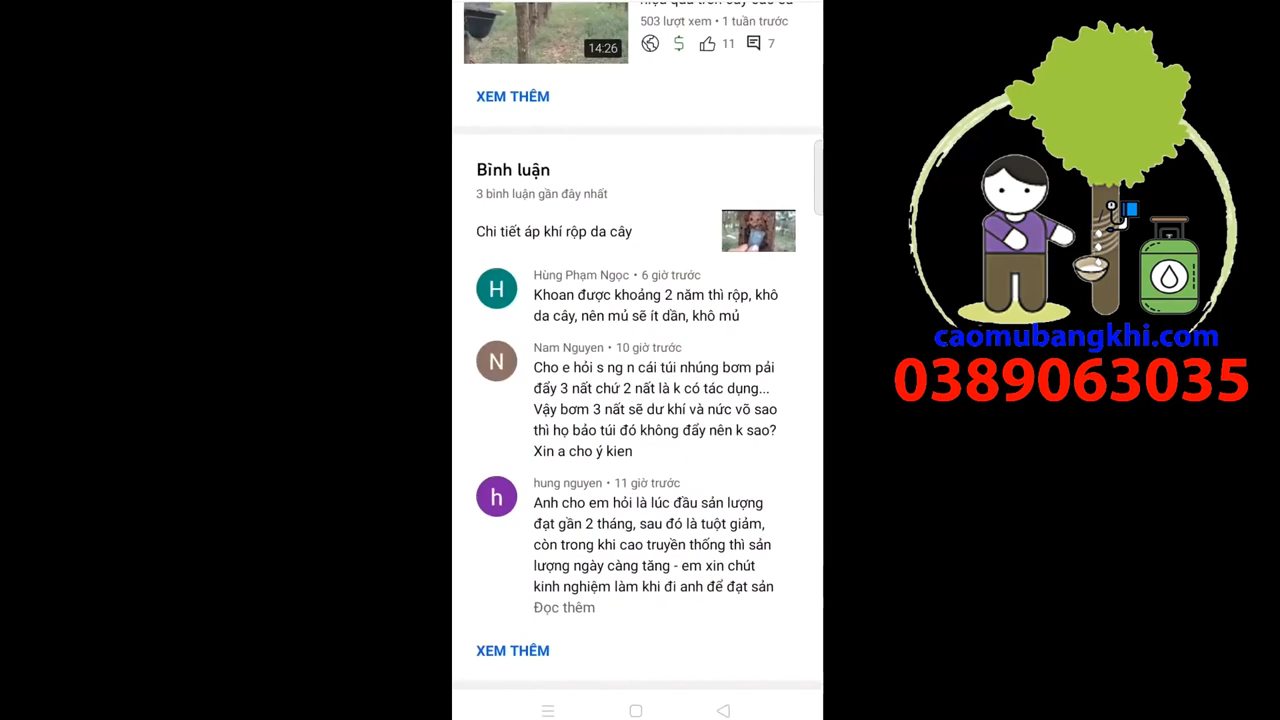 503 lượt xem • 1 tuần trước
14:26
11
7
XEM THÊM
Bình luận
3 bình luận gần đây nhất
Chi tiết áp khí rộp da cây
H
Hùng Phạm Ngọc • 6 giờ trước
Khoan được khoảng 2 năm thì rộp, khô
da cây, nên mủ sẽ ít dần, khô mủ
N
Nam Nguyen • 10 giờ trước
Cho e hỏi s ng n cái túi nhúng bơm pải
đẩy 3 nất chứ 2 nất là k có tác dụng...
Vậy bơm 3 nất sẽ dư khí và nức võ sao
thì họ bảo túi đó không đẩy nên k sao?
Xin a cho ý kien
h
hung nguyen • 11 giờ trước
Anh cho em hỏi là lúc đầu sản lượng
đạt gần 2 tháng, sau đó là tuột giảm,
còn trong khi cao truyền thống thì sản
lượng ngày càng tăng - em xin chút
kinh nghiệm làm khi đi anh để đạt sản
Đọc thêm
XEM THÊM
caomubangkhi.com
0389063035